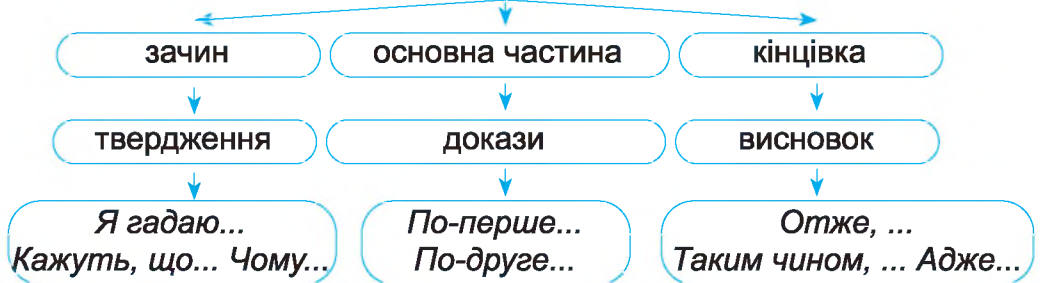 зачин
основна частина
кінцівка
твердження
докази
висновок
Я гадаю...
Кажуть, що... Чому...
По-перше...
По-друге...
Отже, ...
Таким чином, ... Адже...